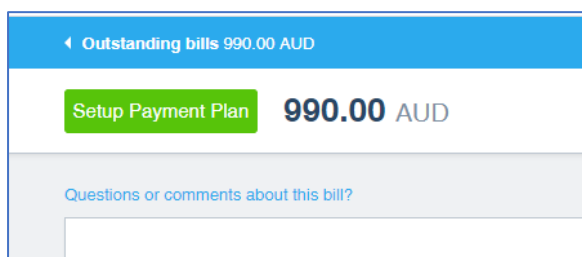 Outstanding bills 990.00 AUD
Setup Payment Plan 990.00 AUD
Questions or comments about this bill?